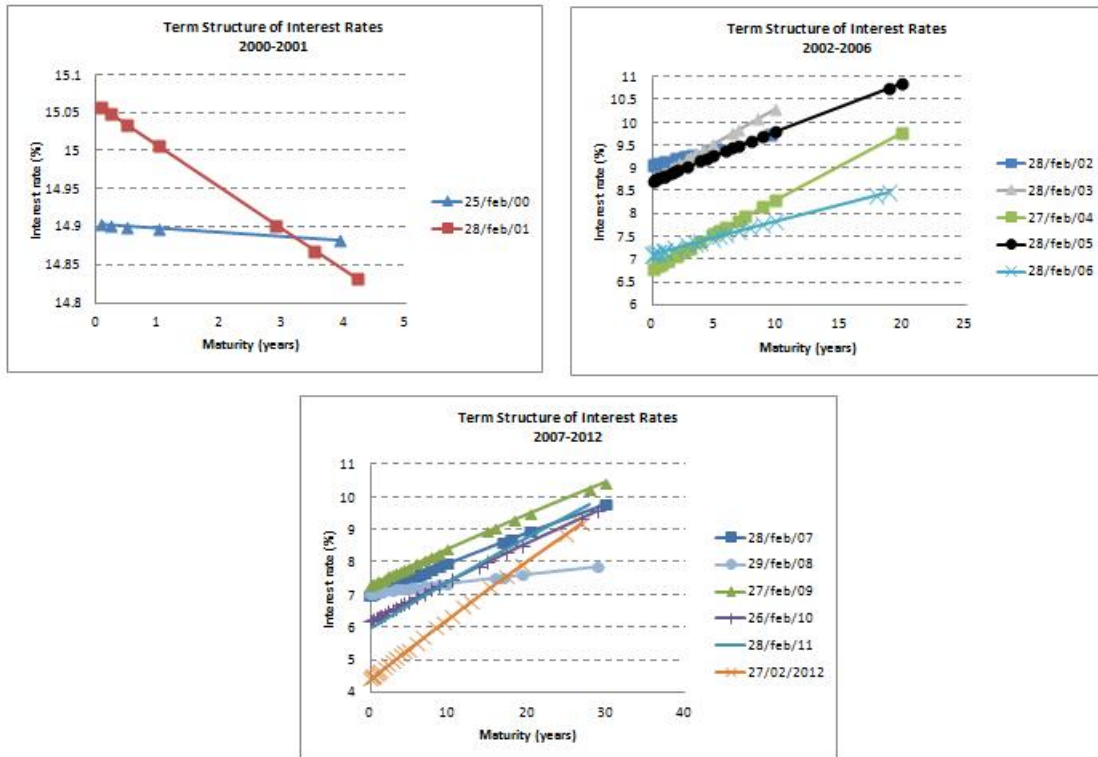 Term Structure of Interest Rates
2000-2001
15.1
15.05
15
14.95
14.9
14.85
14.8
Interest rate (%)
0 1 2 3 4 5
Maturity (years)
25/feb/00
28/feb/01
Term Structure of Interest Rates
2002-2006
11
10.5
10
9.5
9
8.5
8
7.5
7
6.5
6
Interest rate (%)
0 5 10 15 20 25
Maturity (years)
28/feb/02
28/feb/03
27/feb/04
28/feb/05
28/feb/06
Term Structure of Interest Rates
2007-2012
11
10
9
8
7
6
5
4
Interest rate (%)
0 10 20 30 40
Maturity (years)
28/feb/07
29/feb/08
27/feb/09
26/feb/10
28/feb/11
27/02/2012